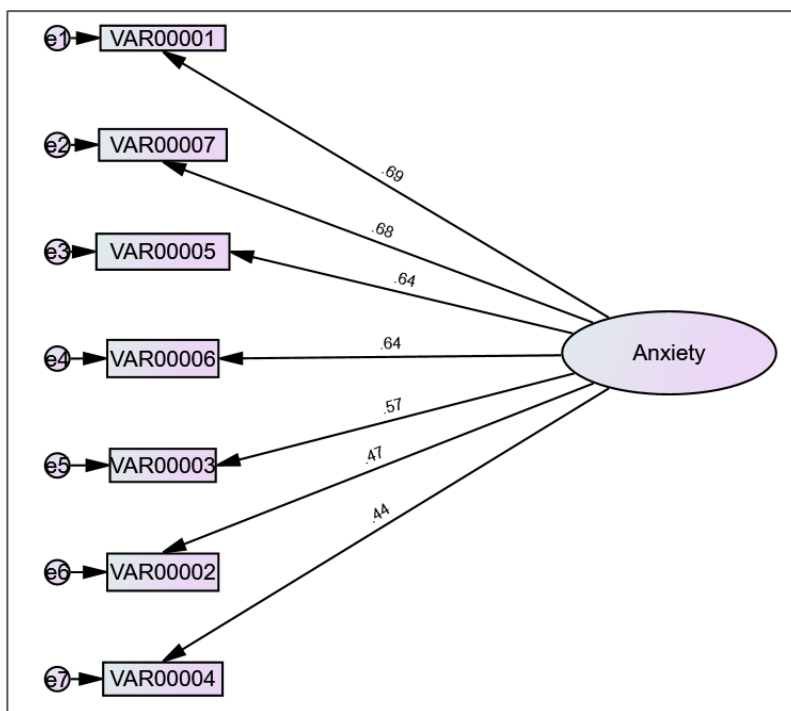 e1
VAR00001
e2
VAR00007
.69
.68
e3
VAR00005
.64
e4
VAR00006
.64
Anxiety
e5
VAR00003
.57
.47
e6
VAR00002
.44
e7
VAR00004